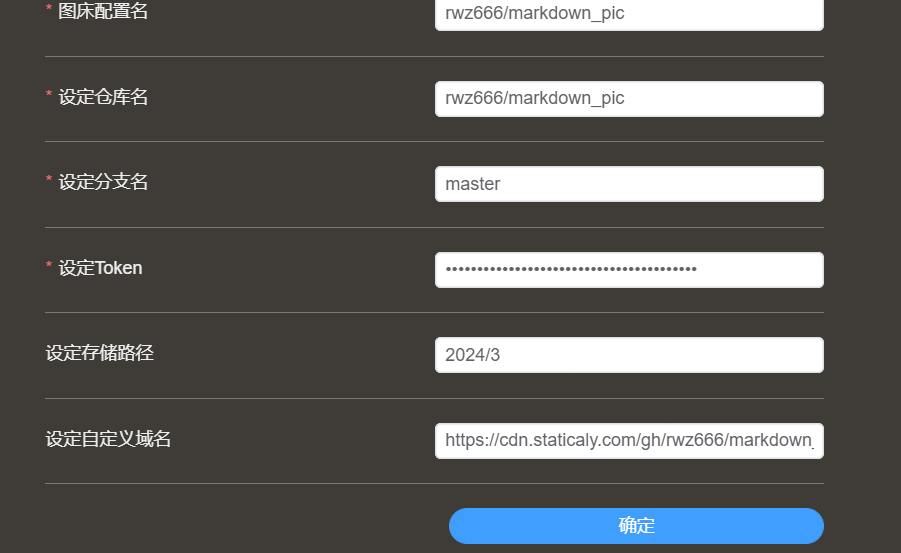 * 图床配置名
rwz666/markdown_pic
* 设定仓库名
rwz666/markdown_pic
* 设定分支名
master
* 设定Token
••••••••••••••••••••••••••••••••••••••••
设定存储路径
2024/3
设定自定义域名
https://cdn.staticaly.com/gh/rwz666/markdown_
确定